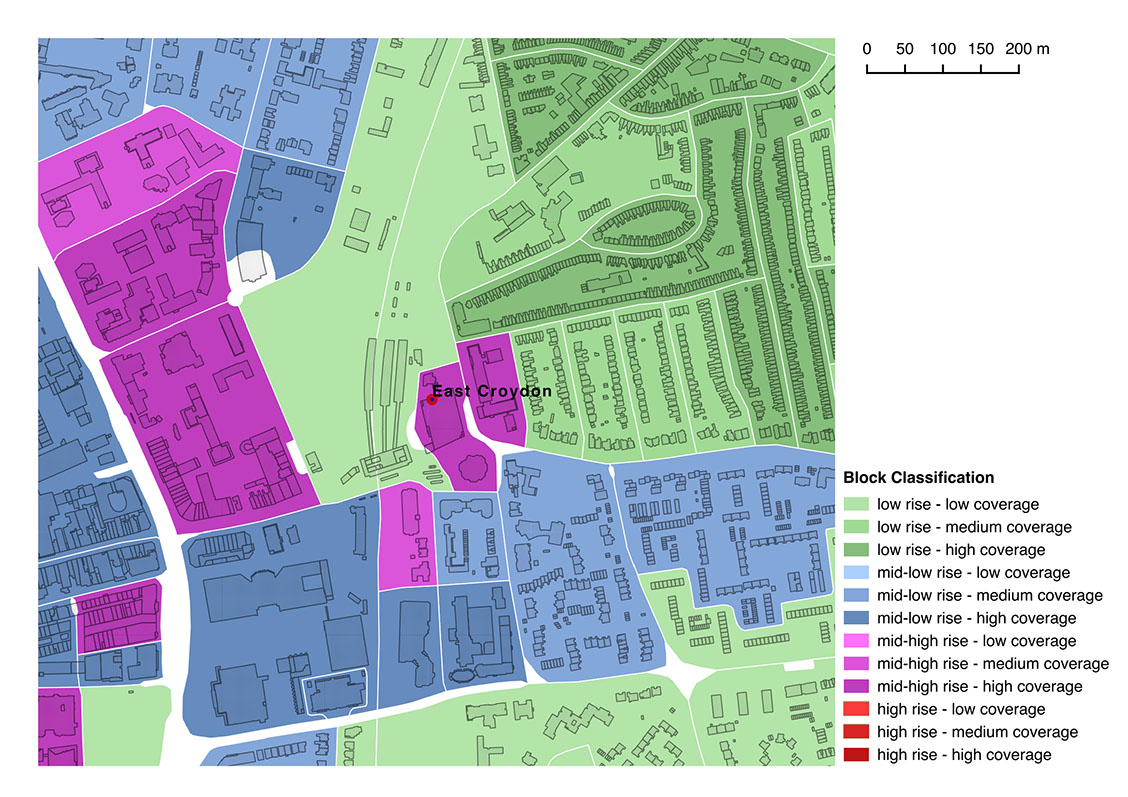 0 50 100 150 200 m
East Croydon
Block Classification
low rise - low coverage
low rise - medium coverage
low rise - high coverage
mid-low rise - low coverage
mid-low rise - medium coverage
mid-low rise - high coverage
mid-high rise - low coverage
mid-high rise - medium coverage
mid-high rise - high coverage
high rise - low coverage
high rise - medium coverage
high rise - high coverage